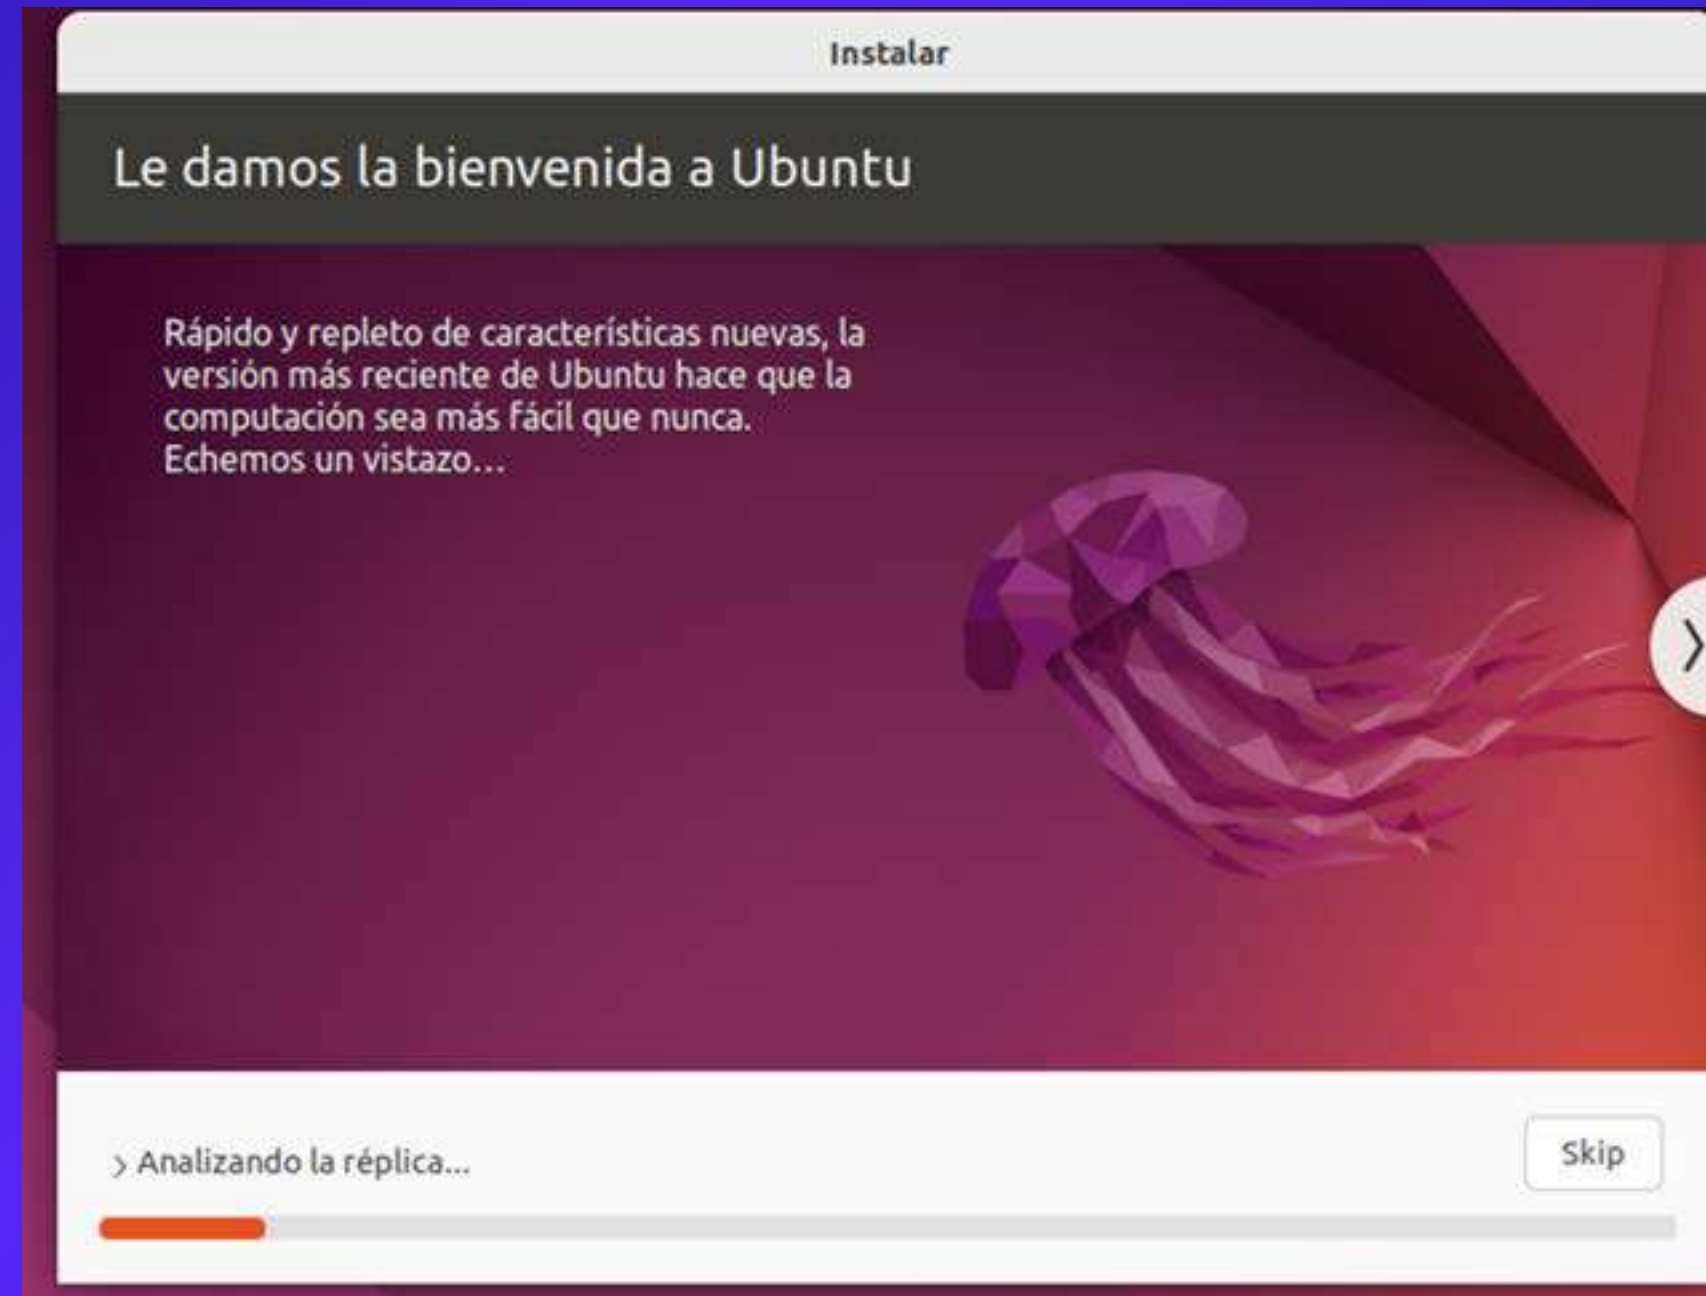 Instalar
Le damos la bienvenida a Ubuntu
Rápido y repleto de características nuevas, la
versión más reciente de Ubuntu hace que la
computación sea más fácil que nunca.
Echemos un vistazo...
> Analizando la réplica...
Skip